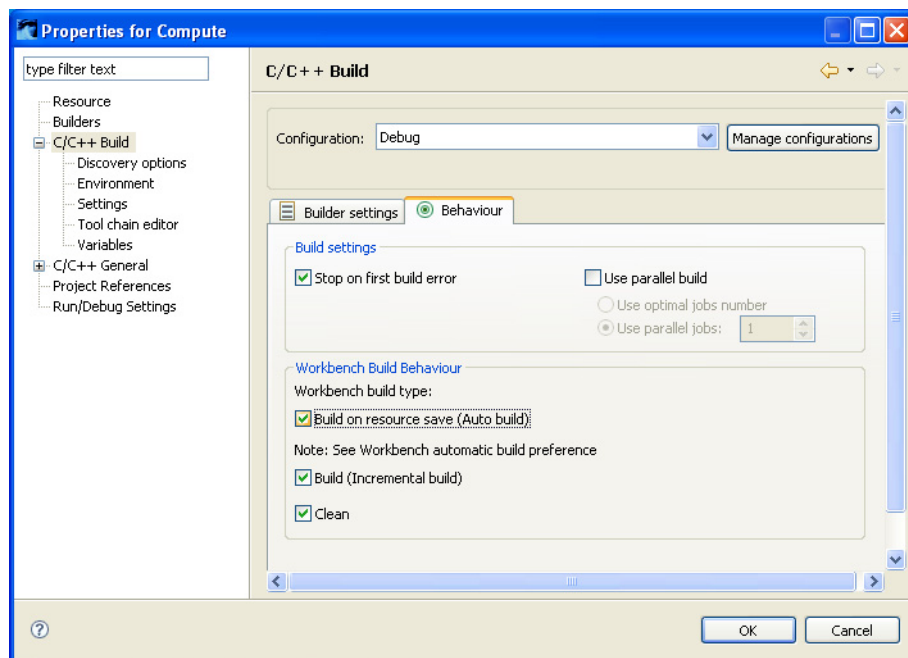 Properties for Compute
type filter text
C/C++ Build
Resource
Builders
C/C++ Build
Discovery options
Environment
Settings
Tool chain editor
Variables
C/C++ General
Project References
Run/Debug Settings
Configuration: Debug Manage configurations
Builder settings Behaviour
Build settings
Stop on first build error Use parallel build
Use optimal jobs number
Use parallel jobs: 1
Workbench Build Behaviour
Workbench build type:
Build on resource save (Auto build)
Note: See Workbench automatic build preference
Build (Incremental build)
Clean
? OK Cancel